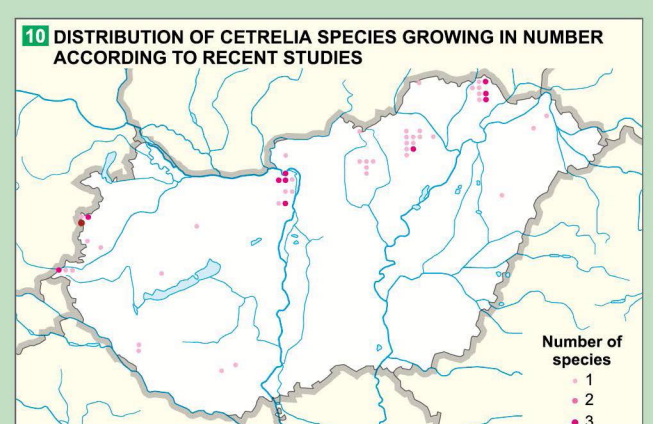 10 DISTRIBUTION OF CETRELIA SPECIES GROWING IN NUMBER
ACCORDING TO RECENT STUDIES
Number of
species
1
2
3